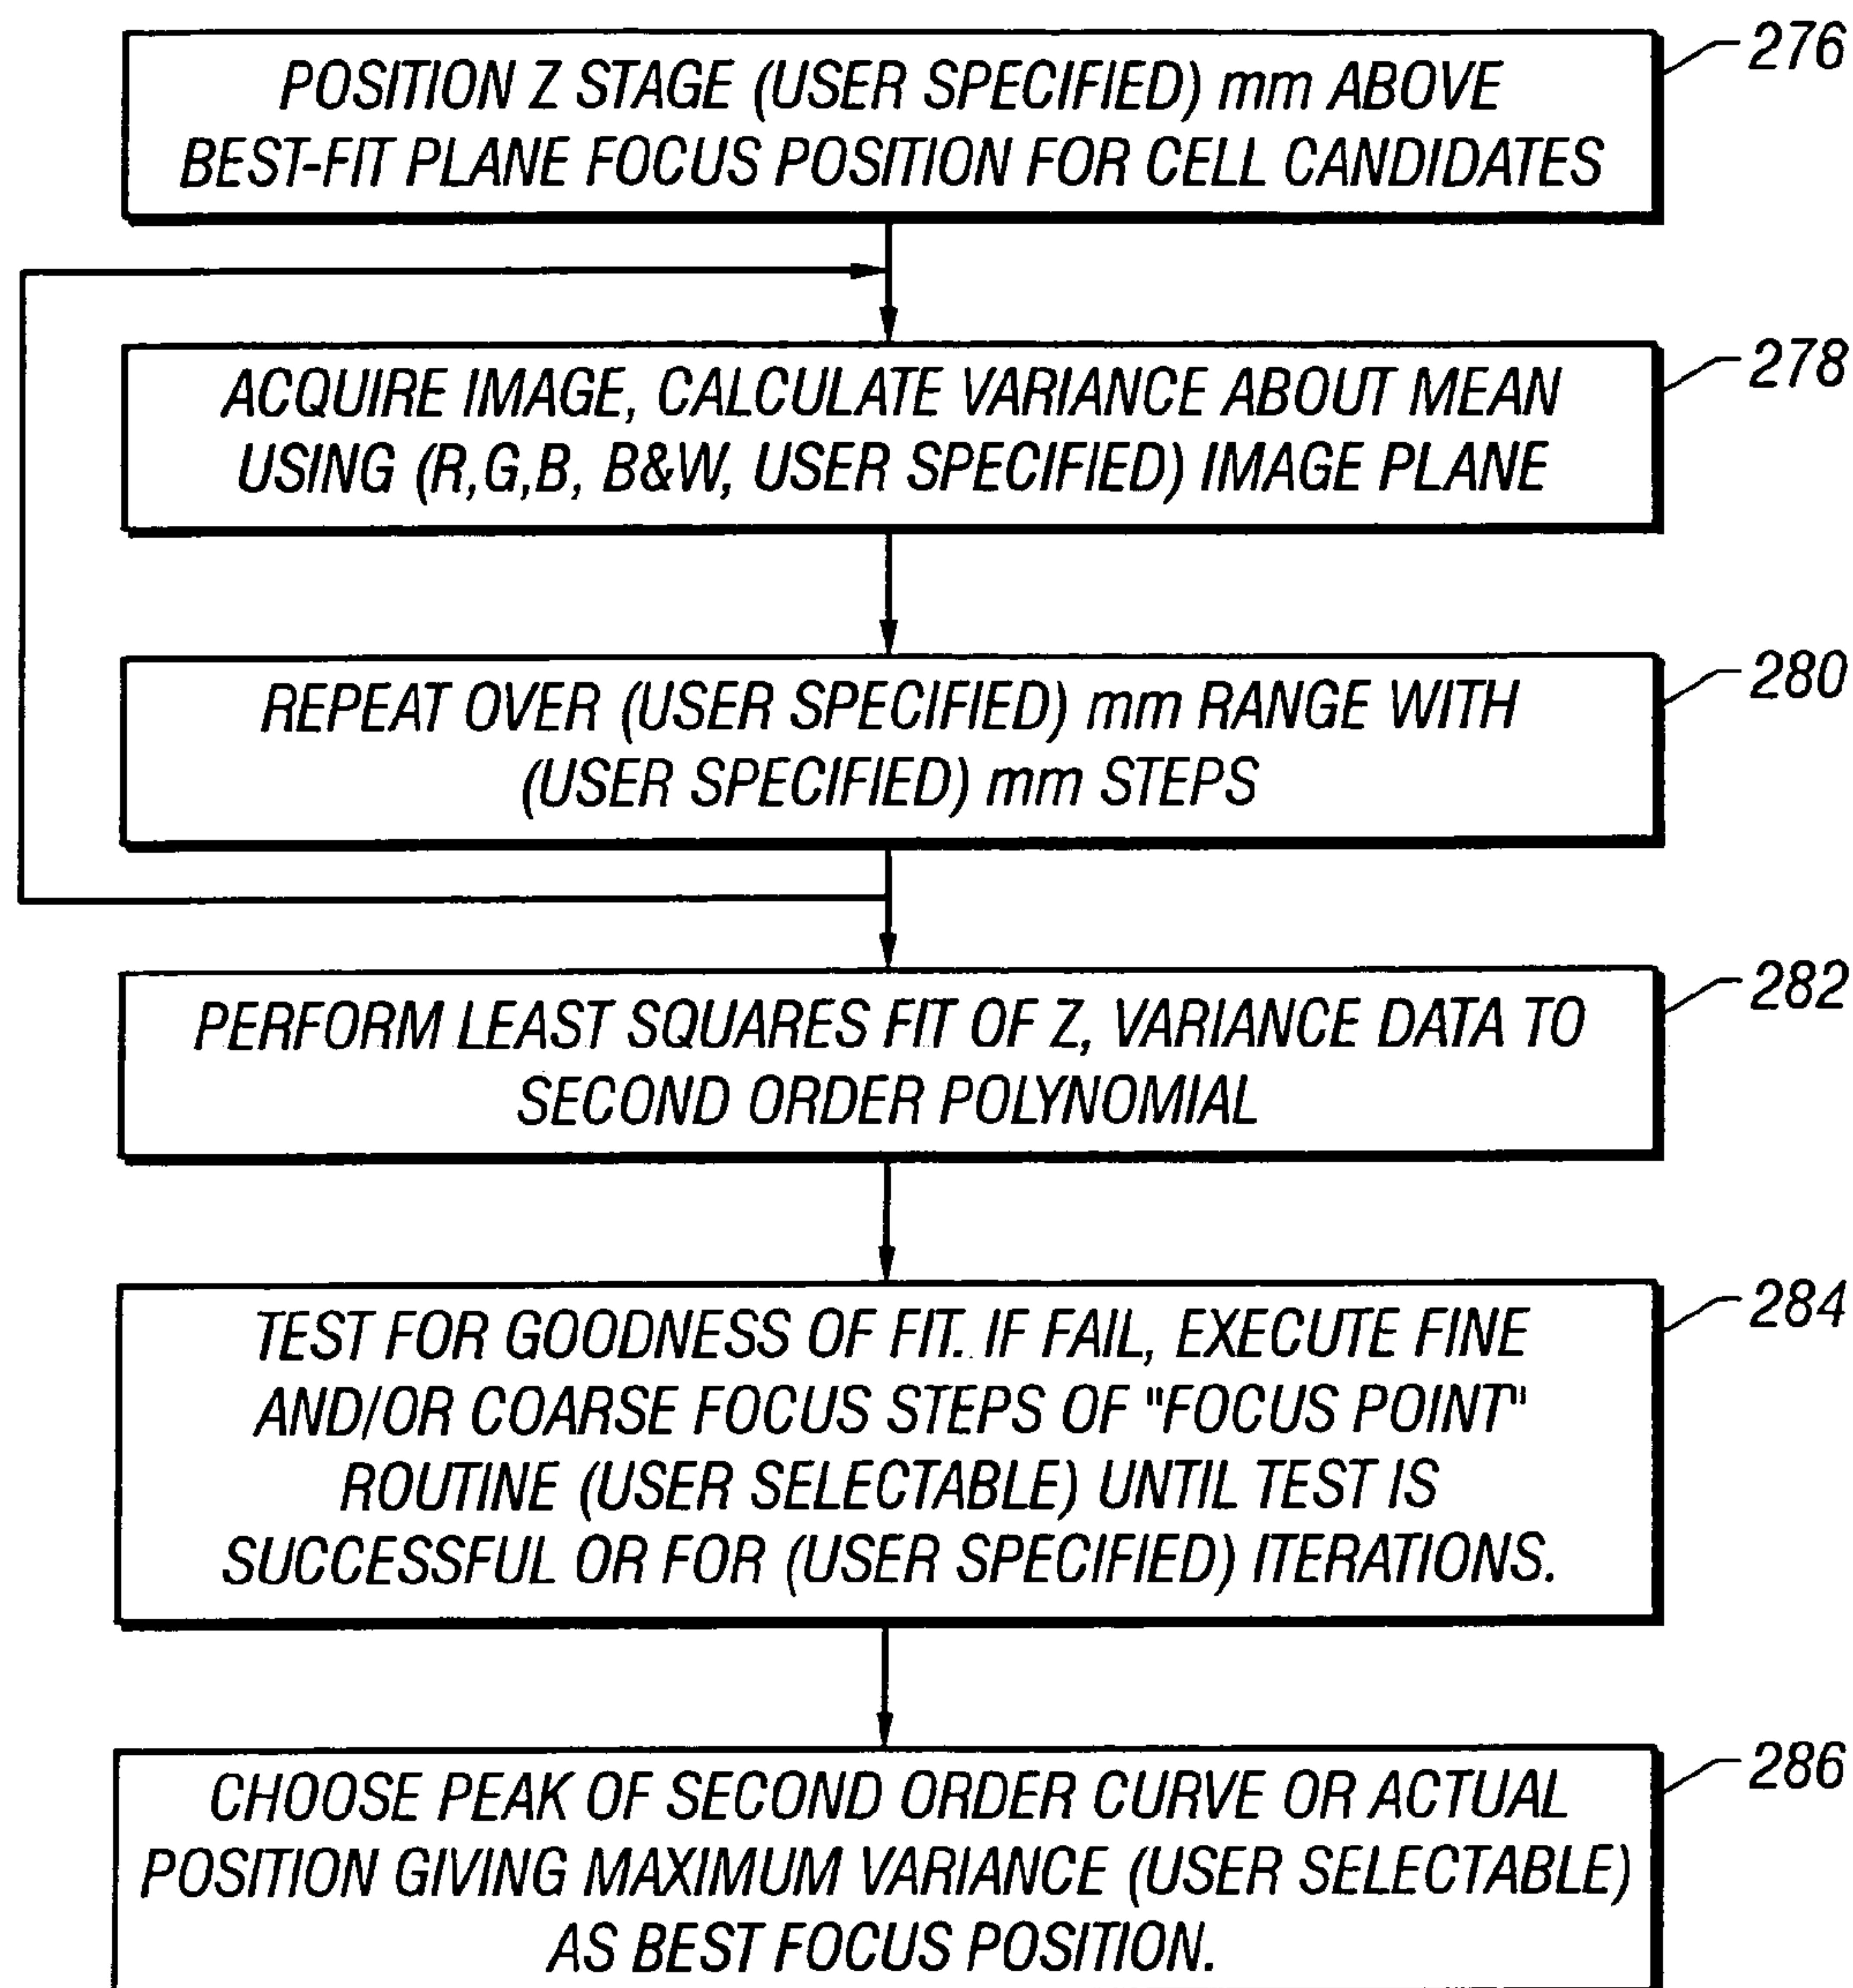 POSITION Z STAGE (USER SPECIFIED) mm ABOVE
BEST-FIT PLANE FOCUS POSITION FOR CELL CANDIDATES
276
ACQUIRE IMAGE, CALCULATE VARIANCE ABOUT MEAN
USING (R,G,B, B&W, USER SPECIFIED) IMAGE PLANE
278
REPEAT OVER (USER SPECIFIED) mm RANGE WITH
(USER SPECIFIED) mm STEPS
280
PERFORM LEAST SQUARES FIT OF Z, VARIANCE DATA TO
SECOND ORDER POLYNOMIAL
282
TEST FOR GOODNESS OF FIT. IF FAIL, EXECUTE FINE
AND/OR COARSE FOCUS STEPS OF "FOCUS POINT"
ROUTINE (USER SELECTABLE) UNTIL TEST IS
SUCCESSFUL OR FOR (USER SPECIFIED) ITERATIONS.
284
CHOOSE PEAK OF SECOND ORDER CURVE OR ACTUAL
POSITION GIVING MAXIMUM VARIANCE (USER SELECTABLE)
AS BEST FOCUS POSITION.
286